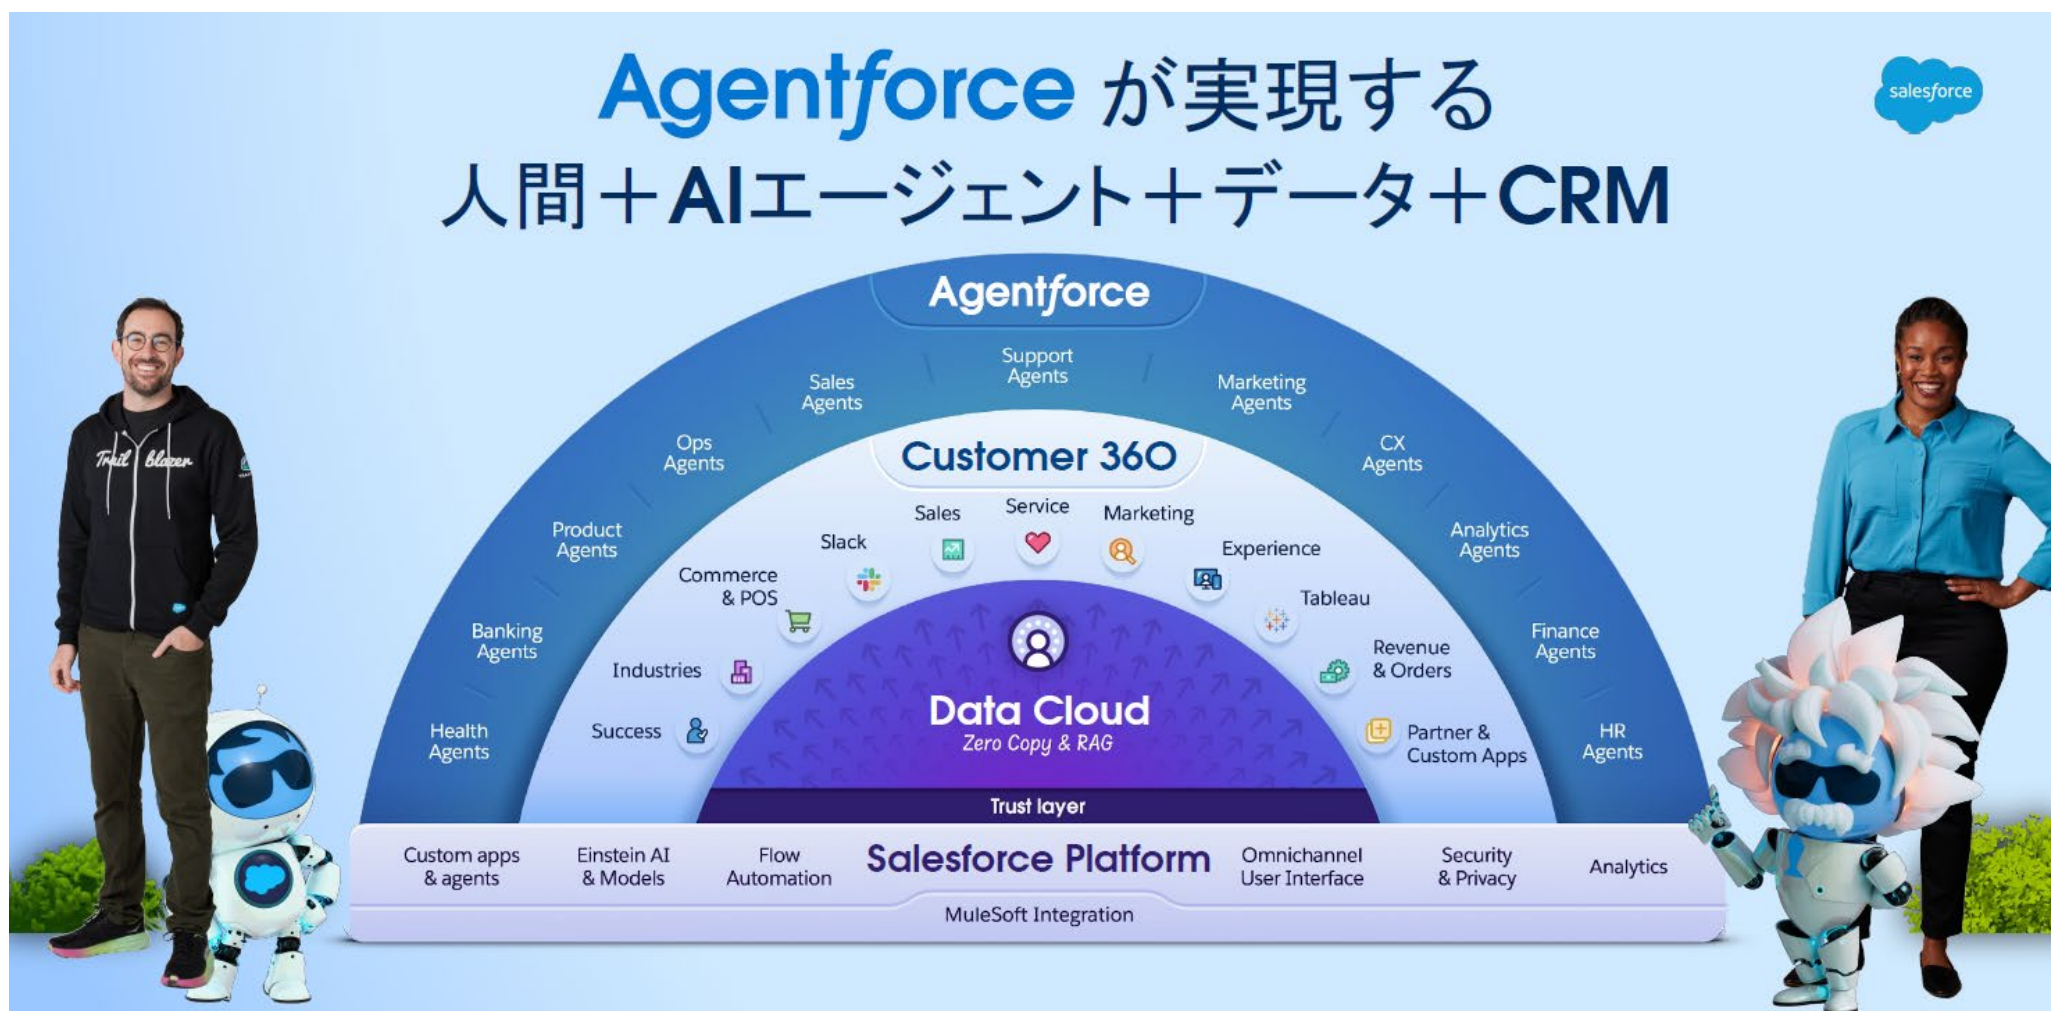 Agentforce が実現する
salesforce
人間＋AIエージェント＋データ＋CRM
Agentforce
Health
Agents
Banking
Agents
Product
Agents
Ops
Agents
Sales
Agents
Support
Agents
Marketing
Agents
CX
Agents
Analytics
Agents
Finance
Agents
HR
Agents
Customer 360
Success
Industries
Commerce
& POS
Slack
Sales
Service
Marketing
Experience
Tableau
Revenue
& Orders
Partner &
Custom Apps
Data Cloud
Zero Copy & RAG
Trust layer
Custom apps
& agents
Einstein AI
& Models
Flow
Automation
Salesforce Platform
Omnichannel
User Interface
Security
& Privacy
Analytics
MuleSoft Integration
Trailblazer